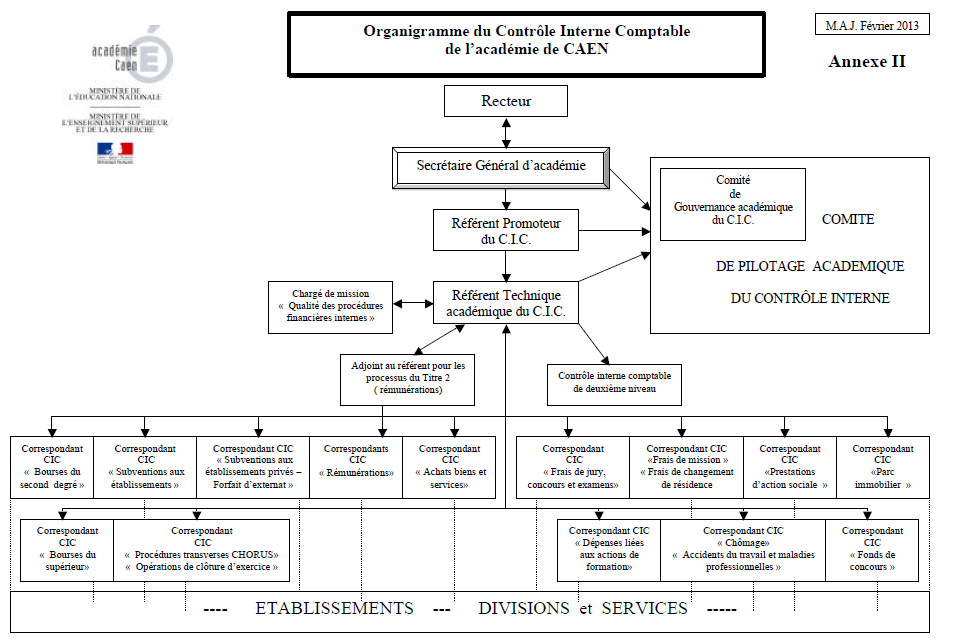 académie
Caen
MINISTÈRE DE
L'ÉDUCATION NATIONALE
MINISTÈRE DE
L'ENSEIGNEMENT SUPÉRIEUR
ET DE LA RECHERCHE
Organigramme du Contrôle Interne Comptable
de l'académie de CAEN
M.A.J. Février 2013
Annexe II
Recteur
Secrétaire Général d'académie
Référent Promoteur
du C.I.C.
Comité
de
Gouvernance académique
du C.I.C.
COMITE
DE PILOTAGE ACADEMIQUE
DU CONTRÔLE INTERNE
Chargé de mission
« Qualité des procédures
financières internes »
Référent Technique
académique du C.I.C.
Adjoint au référent pour les
processus du Titre 2
( rémunérations)
Contrôle interne comptable
de deuxième niveau
Correspondant
CIC
« Bourses du
second degré »
Correspondant
CIC
« Subventions aux
établissements »
Correspondant CIC
« Subventions aux
établissements privés –
Forfait d'externat »
Correspondants
CIC
« Rémunérations»
Correspondant
CIC
« Achats biens et
services»
Correspondant
CIC
« Frais de jury,
concours et examens»
Correspondant CIC
«Frais de mission »
« Frais de changement
de résidence
Correspondant
CIC
«Prestations
d'action sociale »
Correspondant
CIC
«Parc
immobilier »
Correspondant
CIC
« Bourses du
supérieur»
Correspondant
CIC
« Procédures transverses CHORUS»
« Opérations de clôture d'exercice »
Correspondant CIC
« Dépenses liées
aux actions de
formation»
Correspondant CIC
« Chômage»
« Accidents du travail et maladies
professionnelles »
Correspondant
CIC
« Fonds de
concours »
---- ETABLISSEMENTS --- DIVISIONS et SERVICES -----